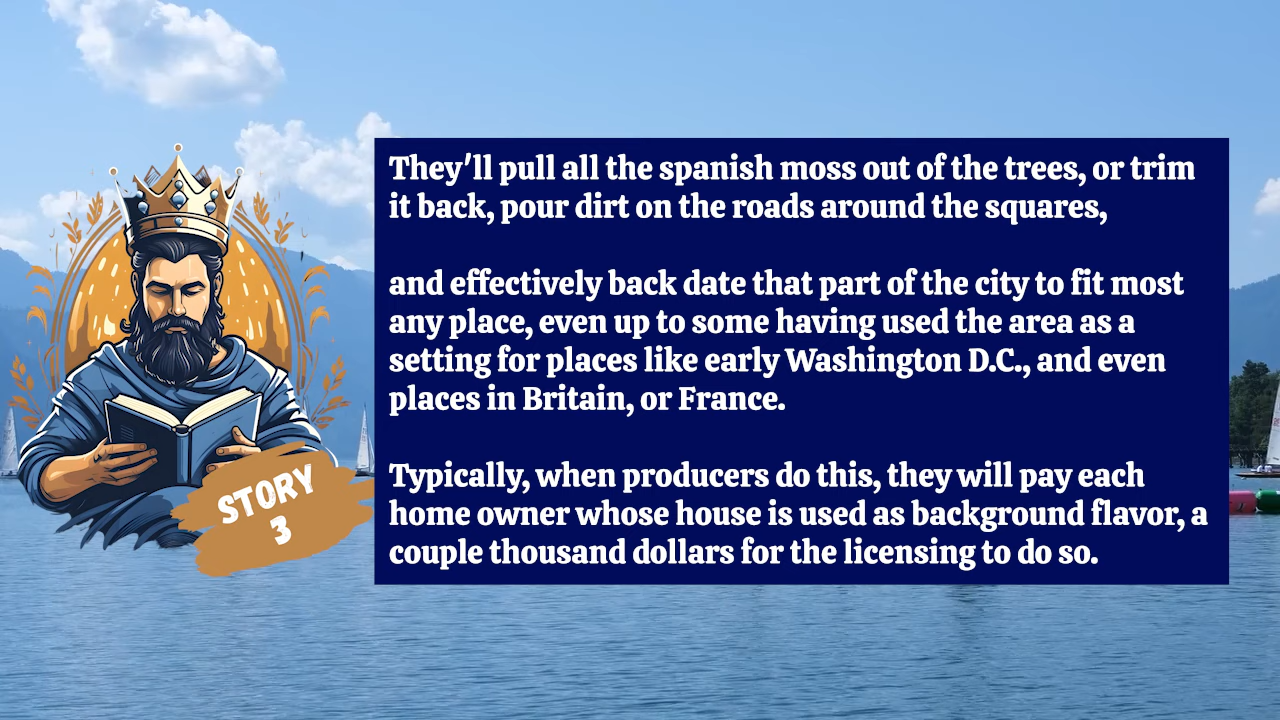 They'll pull all the spanish moss out of the trees, or trim
it back, pour dirt on the roads around the squares,
and effectively back date that part of the city to fit most
any place, even up to some having used the area as a
setting for places like early Washington D.C., and even
places in Britain, or France.
Typically, when producers do this, they will pay each
home owner whose house is used as background flavor, a
couple thousand dollars for the licensing to do so.
STORY
3